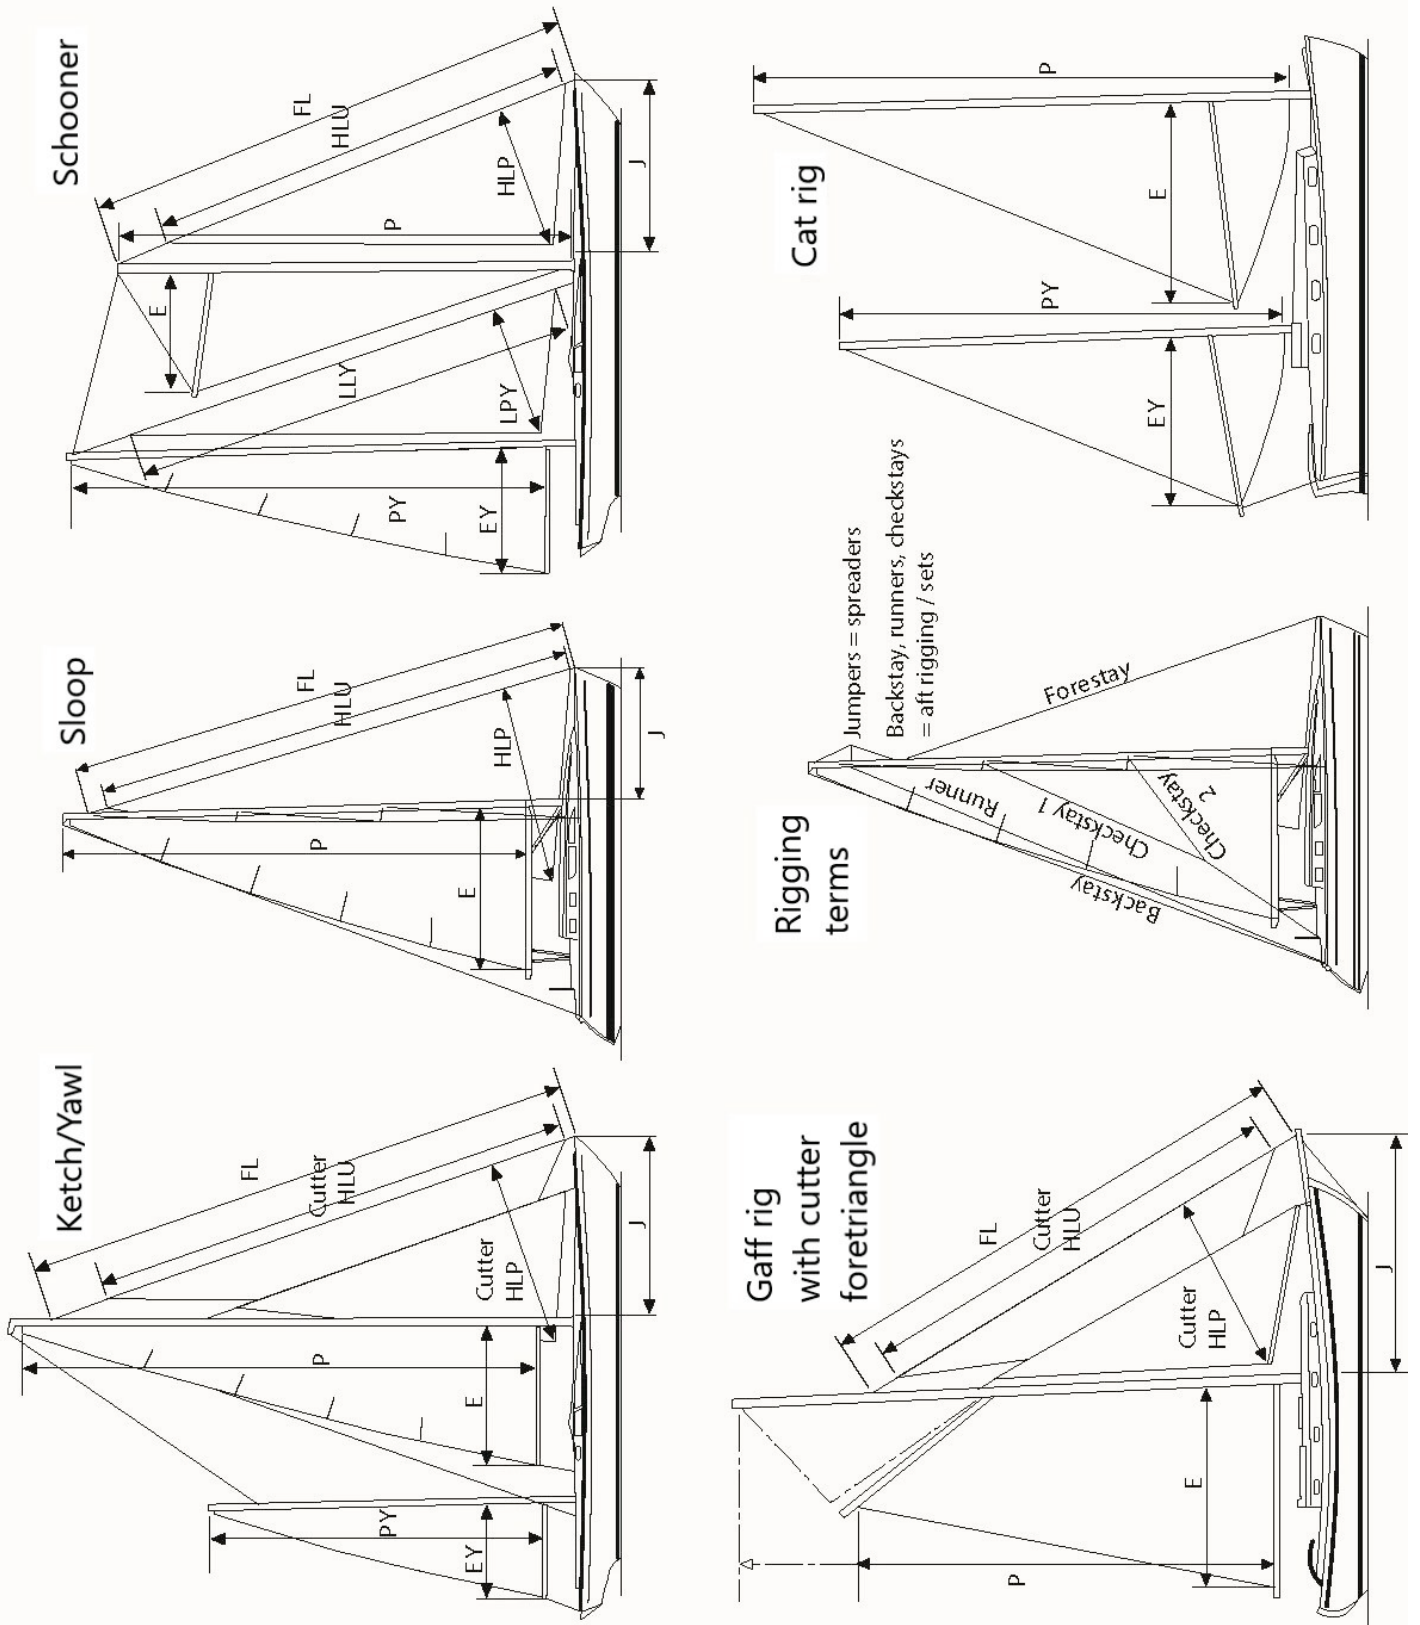 Ketch/Yawl
FL
Cutter
HLU
Cutter
HLP
P
E
PY
EY
J
Sloop
FL
HLU
HLP
P
E
J
Schooner
FL
HLU
HLP
P
E
LLY
LPY
PY
EY
J
Gaff rig
with cutter
foretriangle
FL
Cutter
HLU
Cutter
HLP
E
P
J
Rigging
terms
Jumpers = spreaders
Backstay, runners, checkstays
= aft rigging / sets
Forestay
Runner
Checkstay 1
Checkstay
2
Backstay
Cat rig
P
E
PY
EY